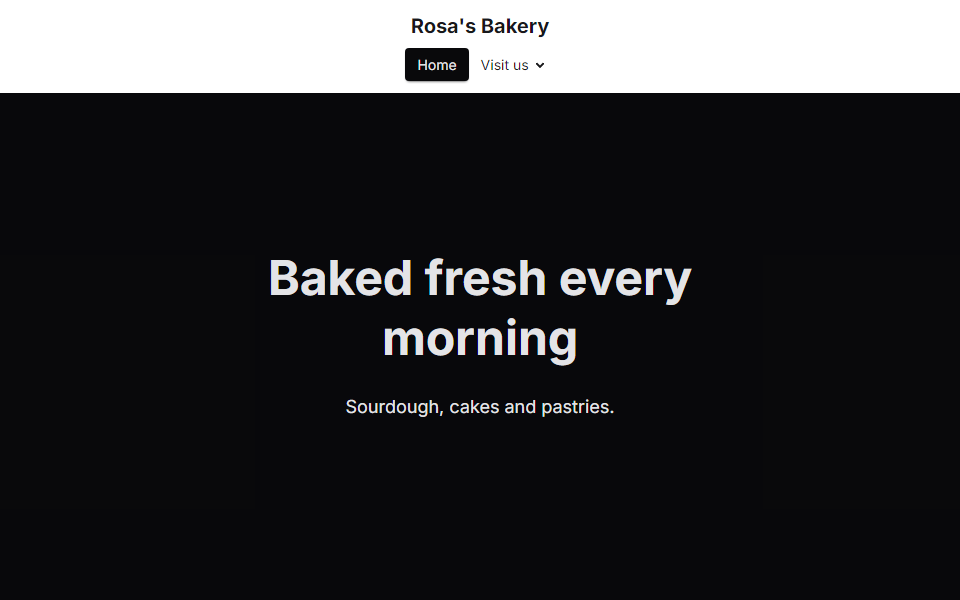 Rosa's Bakery
Home Visit us
Baked fresh every
morning
Sourdough, cakes and pastries.